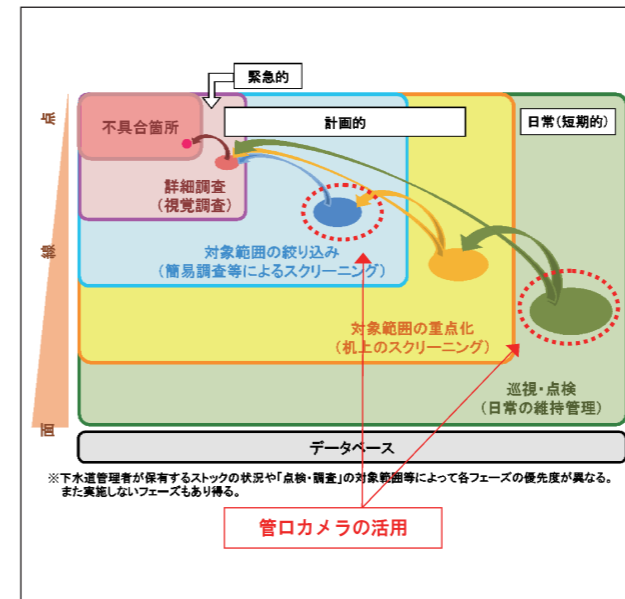 緊急的
点
不具合箇所
計画的
日常(短期的)
詳細調査
(視覚調査)
線
対象範囲の絞り込み
(簡易調査等によるスクリーニング)
対象範囲の重点化
(机上のスクリーニング)
巡視・点検
(日常の維持管理)
面
データベース
※下水道管理者が保有するストックの状況や「点検・調査」の対象範囲等によって各フェーズの優先度が異なる。
また実施しないフェーズもあり得る。
管口カメラの活用